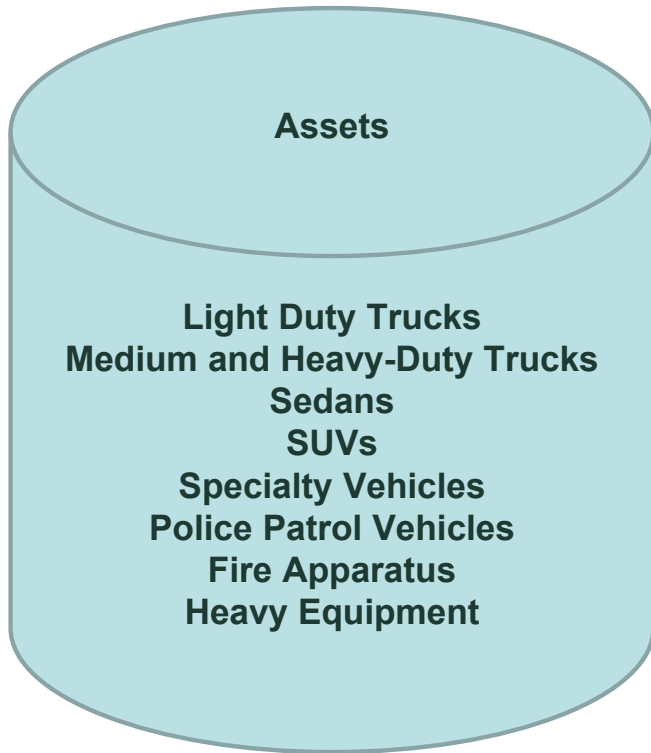 Assets
Light Duty Trucks
Medium and Heavy-Duty Trucks
Sedans
SUVs
Specialty Vehicles
Police Patrol Vehicles
Fire Apparatus
Heavy Equipment